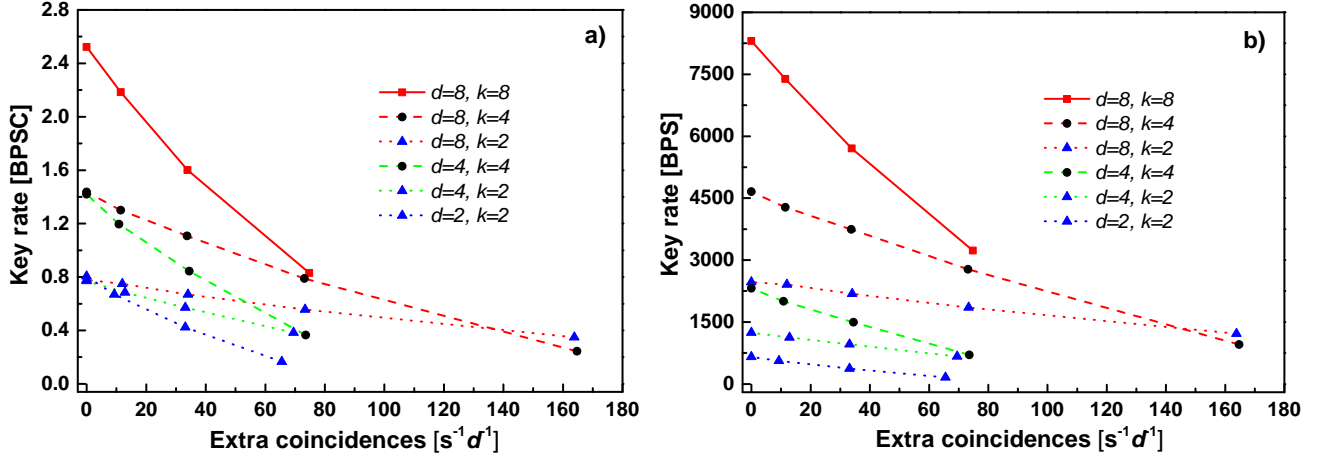 a)
2.8
2.4
2.0
1.6
1.2
0.8
0.4
0.0
Key rate [BPSC]
d=8, k=8
d=8, k=4
d=8, k=2
d=4, k=4
d=4, k=2
d=2, k=2
0 20 40 60 80 100 120 140 160 180
Extra coincidences [s⁻¹d⁻¹]
b)
9000
7500
6000
4500
3000
1500
0
Key rate [BPS]
d=8, k=8
d=8, k=4
d=8, k=2
d=4, k=4
d=4, k=2
d=2, k=2
0 20 40 60 80 100 120 140 160 180
Extra coincidences [s⁻¹d⁻¹]